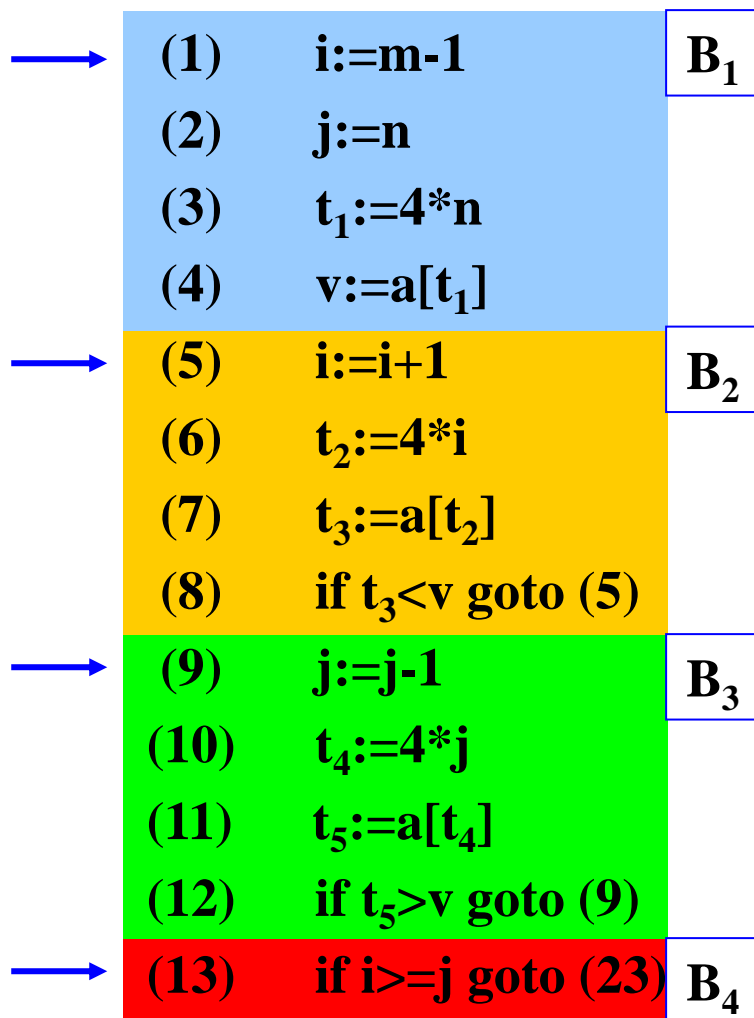 (1) i:=m-1 B₁
(2) j:=n
(3) t₁:=4*n
(4) v:=a[t₁]
(5) i:=i+1 B₂
(6) t₂:=4*i
(7) t₃:=a[t₂]
(8) if t₃<v goto (5)
(9) j:=j-1 B₃
(10) t₄:=4*j
(11) t₅:=a[t₄]
(12) if t₅>v goto (9)
(13) if i>=j goto (23) B₄